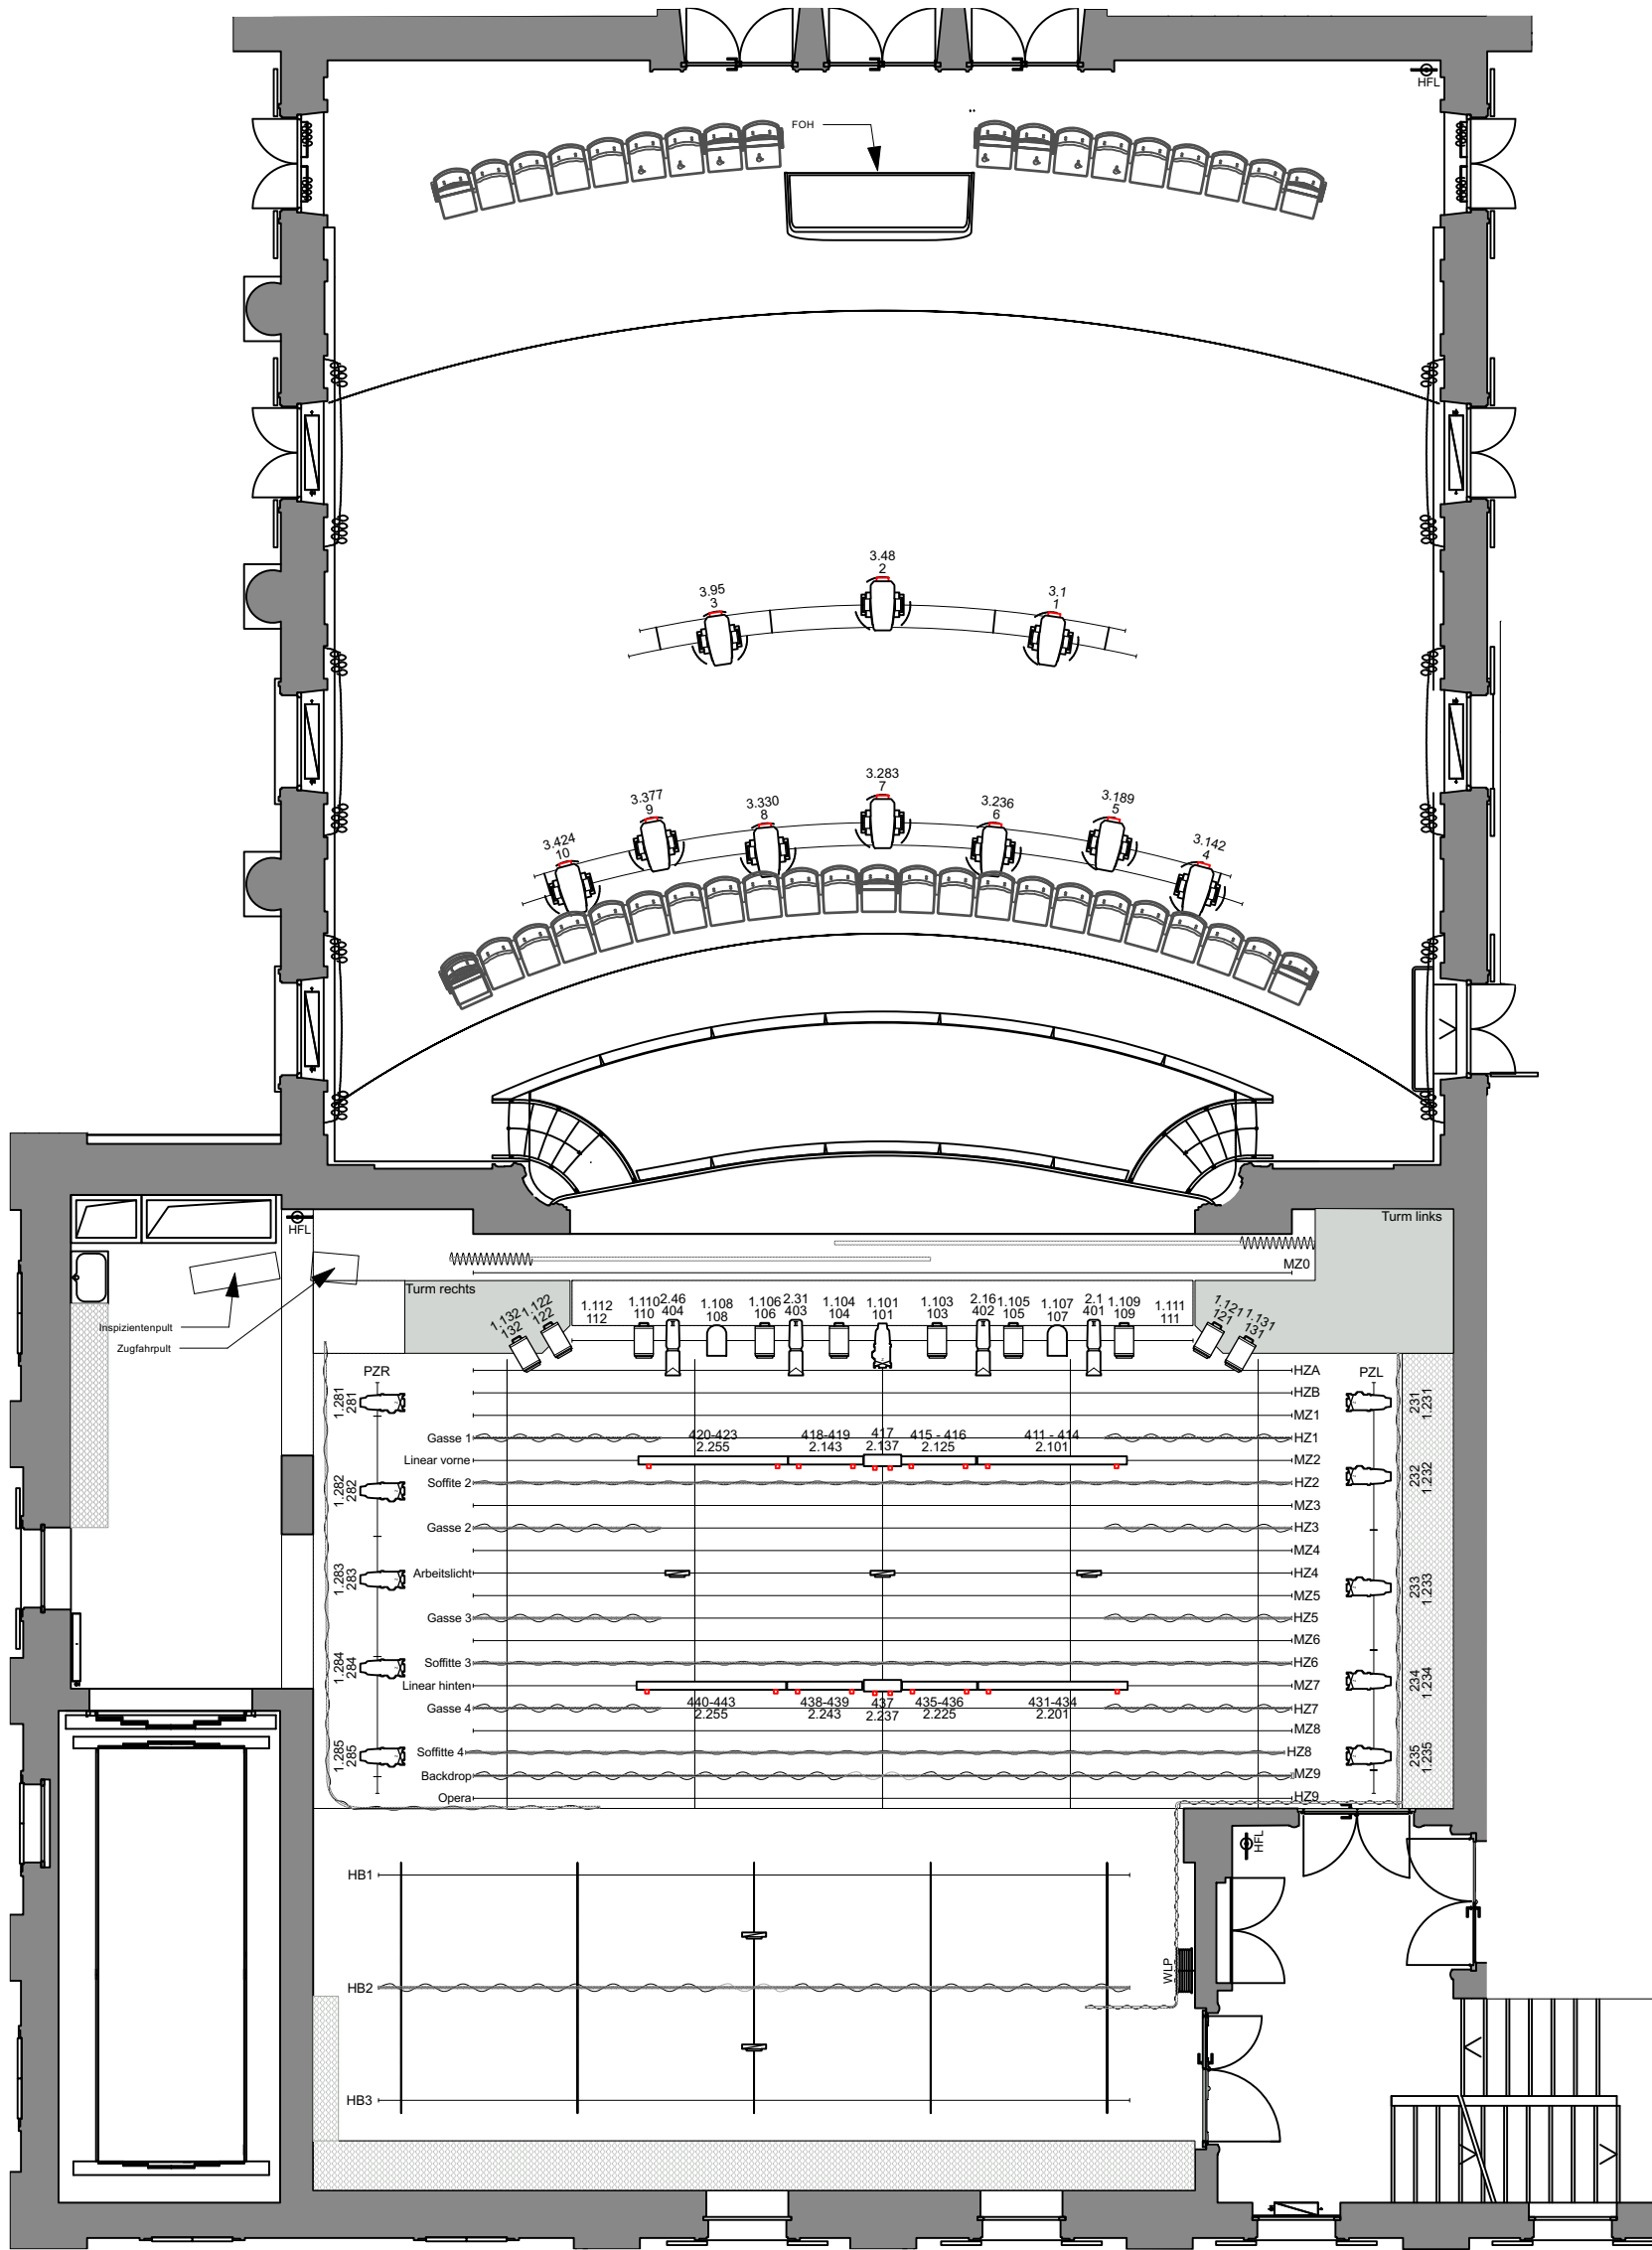 HFL
FOH
3.48
2
3.95
3
3.1
1
3.283
7
3.377
9
3.330
8
3.236
6
3.189
5
3.424
10
3.142
4
HFL
Turm links
MZ0
Turm rechts
Inspizientenpult
Zugfahrpult
1.132
132
1.122
122
1.112
112
1.110
110
2.46
404
1.108
108
1.106
106
2.31
403
1.104
104
1.101
101
1.103
103
2.16
402
1.105
105
1.107
107
2.1
401
1.109
109
1.111
111
1.121
121
1.131
131
PZR
PZL
HZA
HZB
MZ1
Gasse 1
HZ1
Linear vorne
MZ2
Soffitte 2
HZ2
MZ3
Gasse 2
HZ3
MZ4
Arbeitslicht
HZ4
MZ5
Gasse 3
HZ5
MZ6
Soffitte 3
HZ6
Linear hinten
MZ7
Gasse 4
HZ7
MZ8
Soffitte 4
HZ8
Backdrop
MZ9
Opera
HZ9
420-423
2.255
418-419
2.143
417
2.137
415 - 416
2.125
411 - 414
2.101
440-443
2.255
438-439
2.243
437
2.237
435-436
2.225
431-434
2.201
1.281
281
1.282
282
1.283
283
1.284
284
1.285
285
231
1.231
232
1.232
233
1.233
234
1.234
235
1.235
HFL
HB1
HB2
HB3
WLP